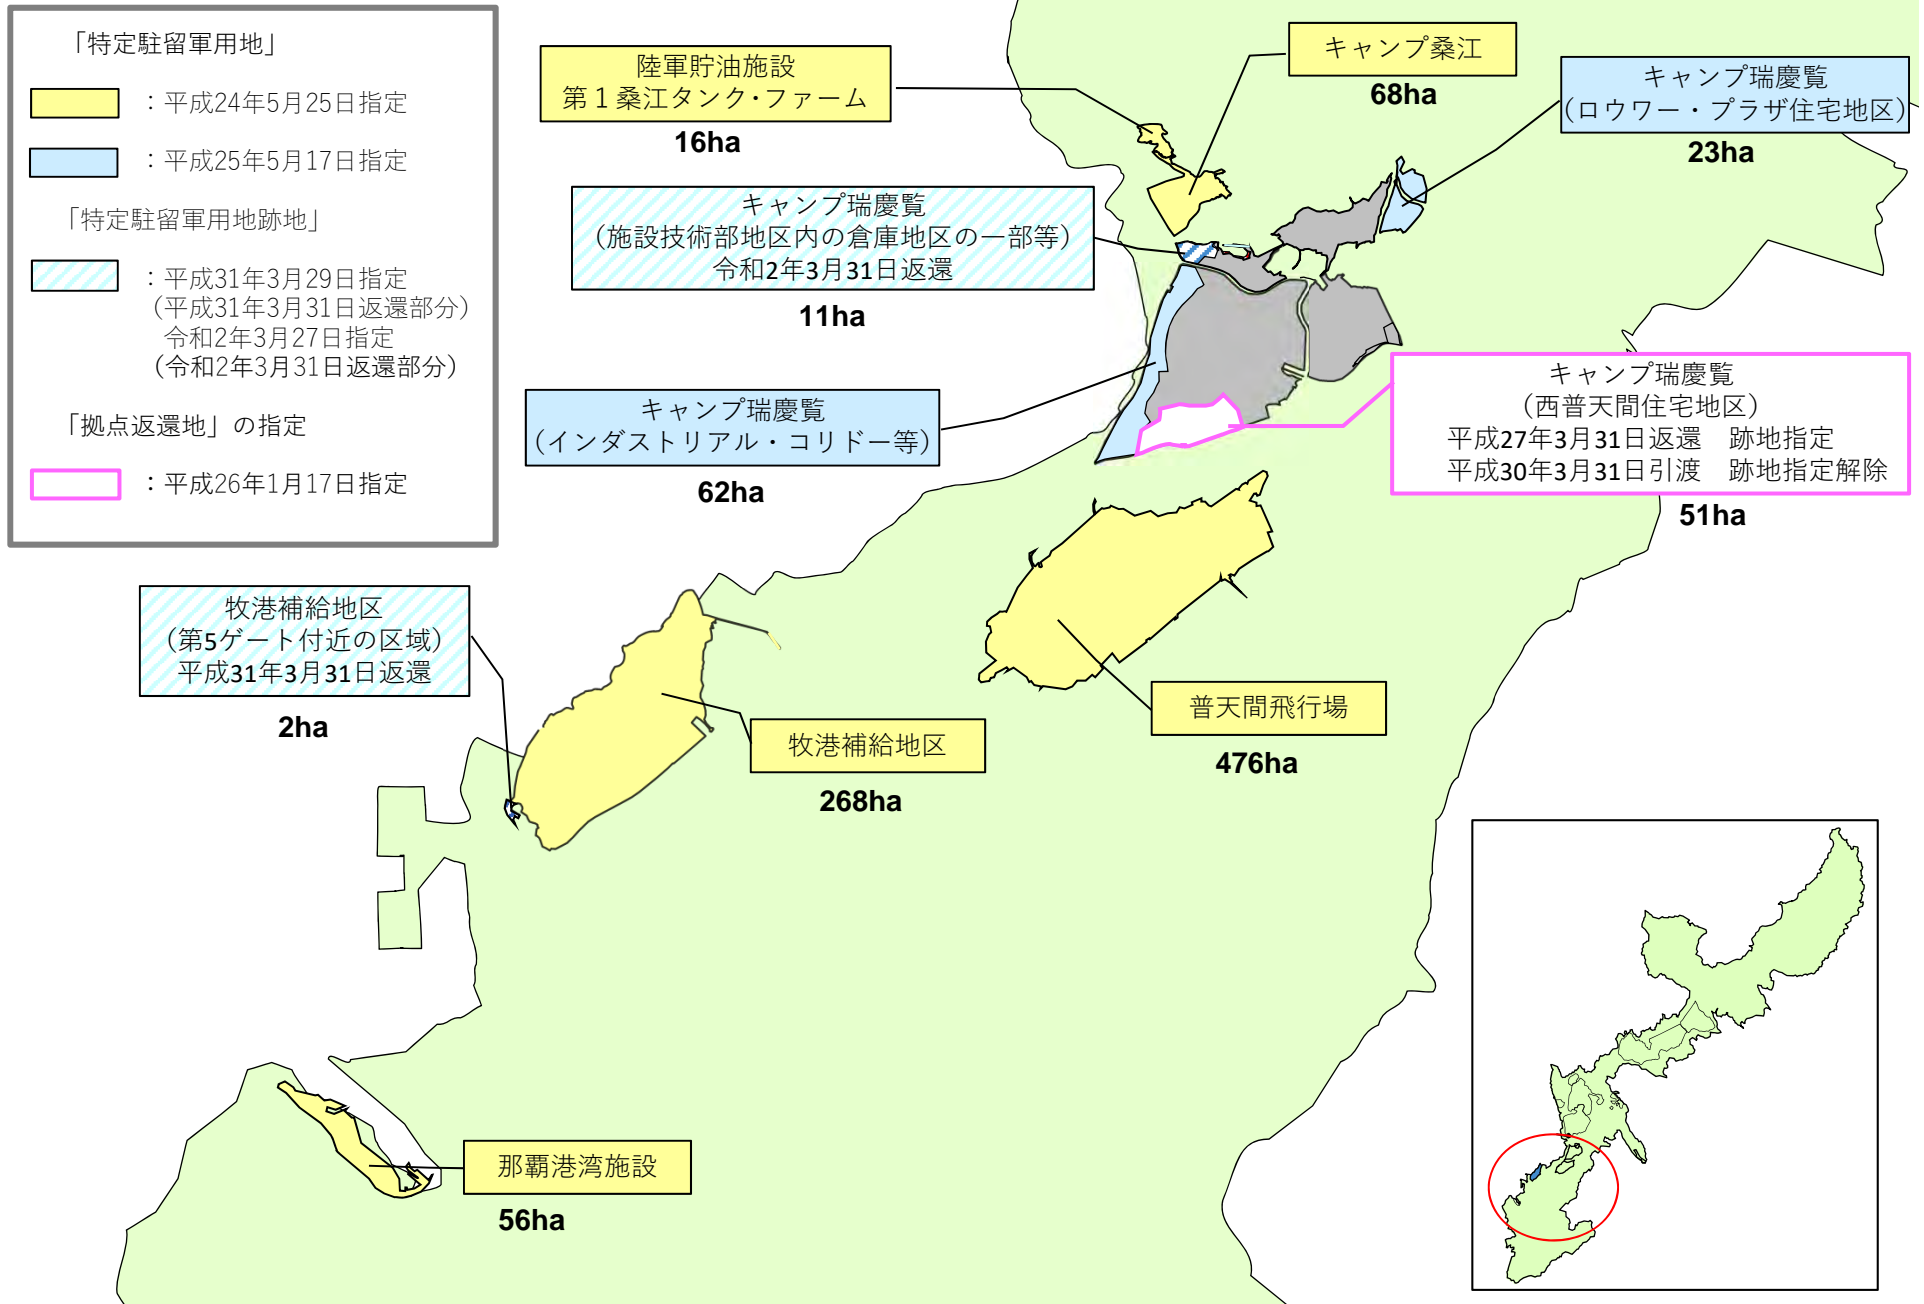 「特定駐留軍用地」
：平成24年5月25日指定
：平成25年5月17日指定
「特定駐留軍用地跡地」
：平成31年3月29日指定
（平成31年3月31日返還部分）
令和2年3月27日指定
（令和2年3月31日返還部分）
「拠点返還地」の指定
：平成26年1月17日指定
陸軍貯油施設
第１桑江タンク・ファーム
16ha
キャンプ桑江
68ha
キャンプ瑞慶覧
（ロウワー・プラザ住宅地区）
23ha
キャンプ瑞慶覧
（施設技術部地区内の倉庫地区の一部等）
令和2年3月31日返還
11ha
キャンプ瑞慶覧
（インダストリアル・コリドー等）
62ha
キャンプ瑞慶覧
（西普天間住宅地区）
平成27年3月31日返還　跡地指定
平成30年3月31日引渡　跡地指定解除
51ha
牧港補給地区
（第5ゲート付近の区域）
平成31年3月31日返還
2ha
牧港補給地区
268ha
普天間飛行場
476ha
那覇港湾施設
56ha